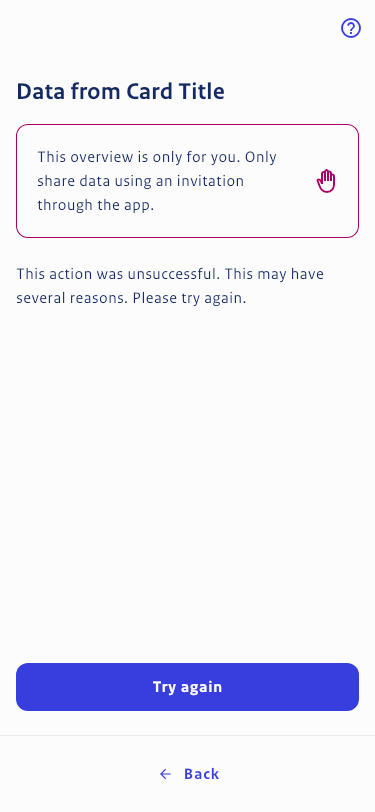 Data from Card Title
This overview is only for you. Only
share data using an invitation
through the app.
This action was unsuccessful. This may have
several reasons. Please try again.
Try again
Back